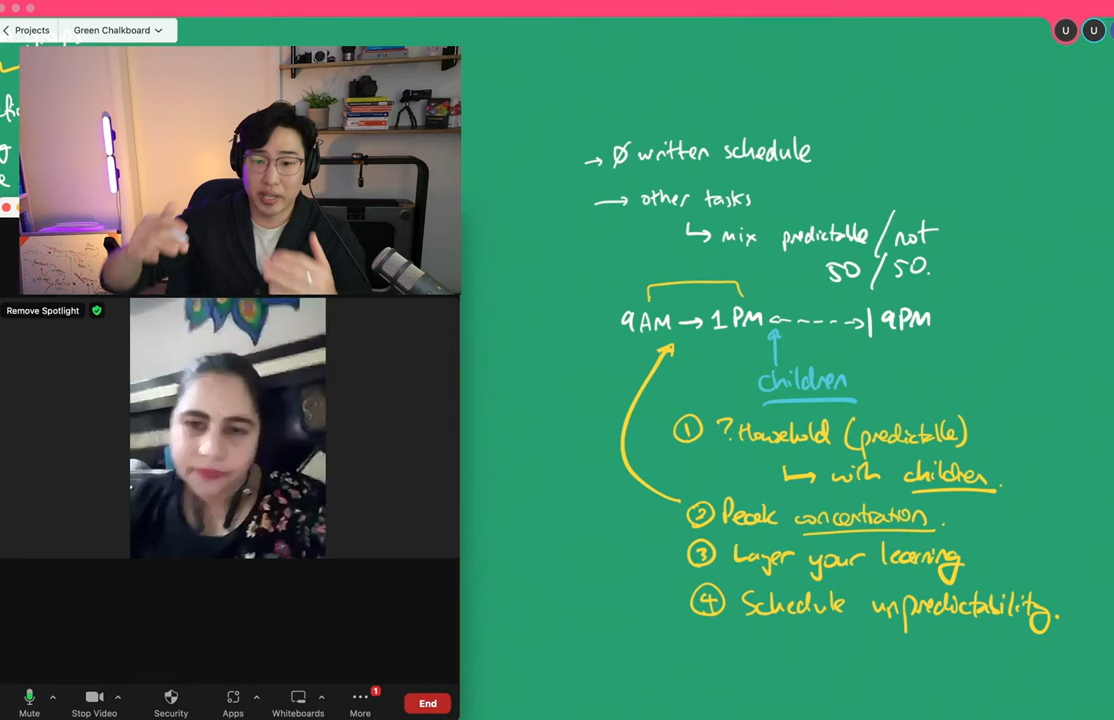 Projects
Green Chalkboard
U U
→ Ø written schedule
→ other tasks
↳ mix predictable / not
50 / 50.
9AM → 1PM <----> | 9PM
children
① ? Household (predictable)
↳ with children.
② Peak concentration.
③ Layer your learning
④ Schedule unpredictability.
Remove Spotlight
Mute
Stop Video
Security
Apps
Whiteboards
1
More
End